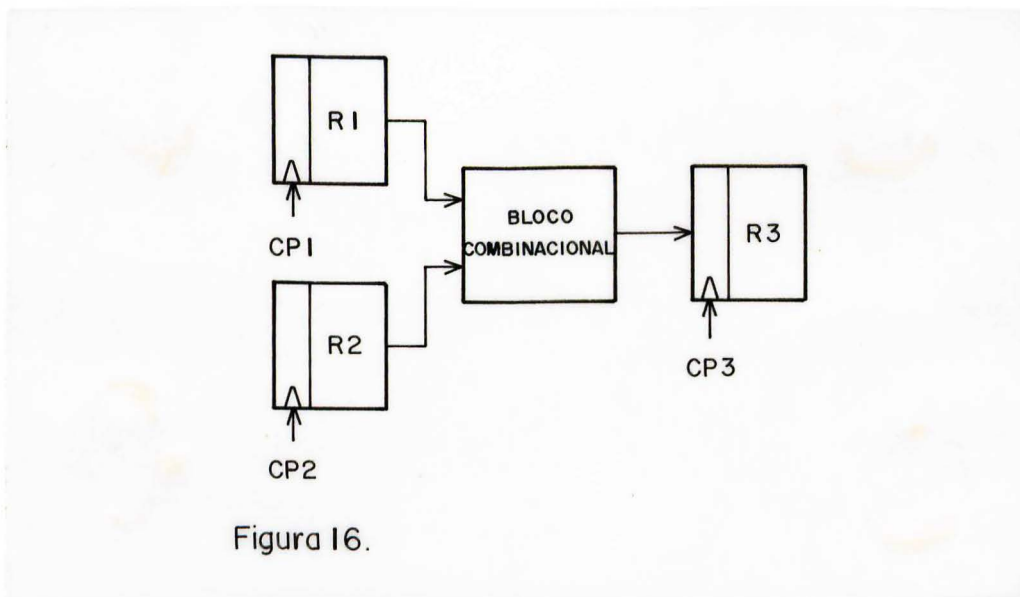 R1
CP1
BLOCO
COMBINACIONAL
R3
CP3
R2
CP2
Figura 16.